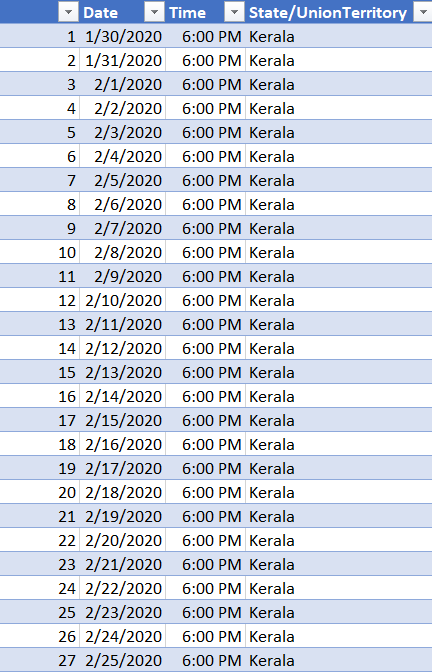 Date Time State/UnionTerritory
1 1/30/2020 6:00 PM Kerala
2 1/31/2020 6:00 PM Kerala
3 2/1/2020 6:00 PM Kerala
4 2/2/2020 6:00 PM Kerala
5 2/3/2020 6:00 PM Kerala
6 2/4/2020 6:00 PM Kerala
7 2/5/2020 6:00 PM Kerala
8 2/6/2020 6:00 PM Kerala
9 2/7/2020 6:00 PM Kerala
10 2/8/2020 6:00 PM Kerala
11 2/9/2020 6:00 PM Kerala
12 2/10/2020 6:00 PM Kerala
13 2/11/2020 6:00 PM Kerala
14 2/12/2020 6:00 PM Kerala
15 2/13/2020 6:00 PM Kerala
16 2/14/2020 6:00 PM Kerala
17 2/15/2020 6:00 PM Kerala
18 2/16/2020 6:00 PM Kerala
19 2/17/2020 6:00 PM Kerala
20 2/18/2020 6:00 PM Kerala
21 2/19/2020 6:00 PM Kerala
22 2/20/2020 6:00 PM Kerala
23 2/21/2020 6:00 PM Kerala
24 2/22/2020 6:00 PM Kerala
25 2/23/2020 6:00 PM Kerala
26 2/24/2020 6:00 PM Kerala
27 2/25/2020 6:00 PM Kerala